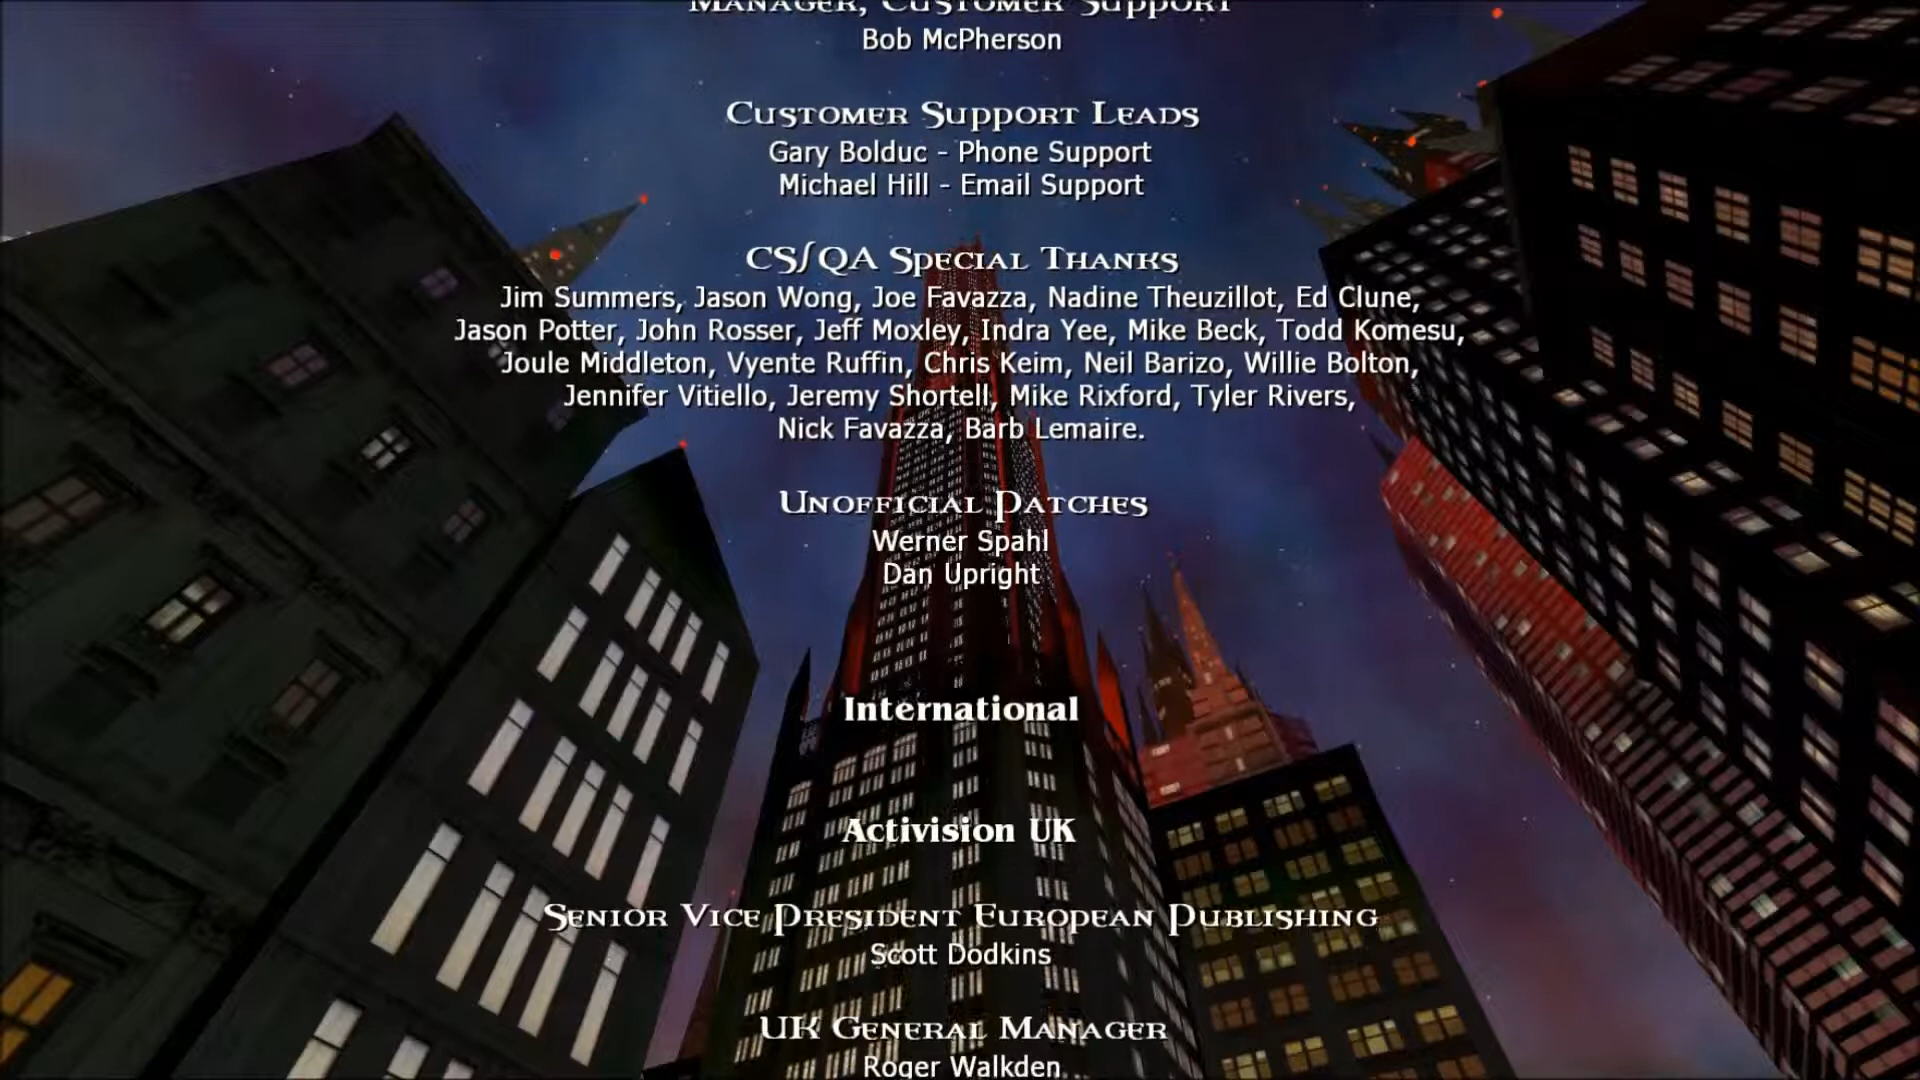 Manager, Customer Support
Bob McPherson
Customer Support Leads
Gary Bolduc - Phone Support
Michael Hill - Email Support
CS/QA Special Thanks
Jim Summers, Jason Wong, Joe Favazza, Nadine Theuzillot, Ed Clune,
Jason Potter, John Rosser, Jeff Moxley, Indra Yee, Mike Beck, Todd Komesu,
Joule Middleton, Vyente Ruffin, Chris Keim, Neil Barizo, Willie Bolton,
Jennifer Vitiello, Jeremy Shortell, Mike Rixford, Tyler Rivers,
Nick Favazza, Barb Lemaire.
Unofficial Patches
Werner Spahl
Dan Upright
International
Activision UK
Senior Vice President European Publishing
Scott Dodkins
UK General Manager
Roger Walkden